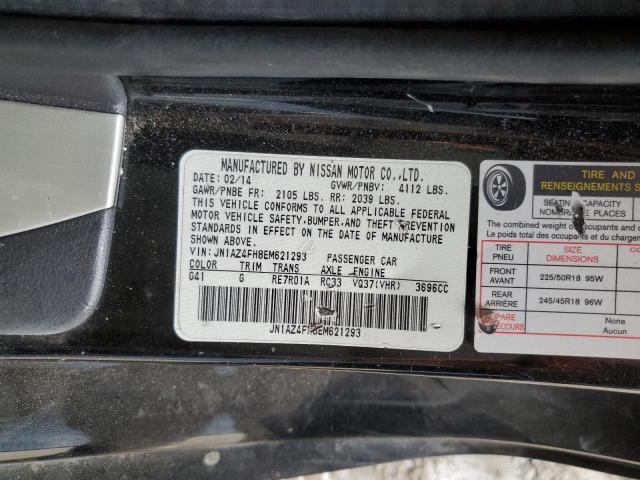 MANUFACTURED BY NISSAN MOTOR CO.,LTD.
DATE: 02/14 GVWR/PNBV: 4112 LBS.
GAWR/PNBE FR: 2105 LBS. RR: 2039 LBS.
THIS VEHICLE CONFORMS TO ALL APPLICABLE FEDERAL
MOTOR VEHICLE SAFETY,BUMPER,AND THEFT PREVENTION
STANDARDS IN EFFECT ON THE DATE OF MANUFACTURE
SHOWN ABOVE.
VIN: JN1AZ4FH8EM621293 PASSENGER CAR
COLOR TRIM TRANS AXLE ENGINE
G41 G RE7R01A RC33 VQ37(VHR) 3696CC
JN1AZ4FH8EM621293
TIRE AND
RENSEIGNEMENTS S
SEATING CAPACITY
NOMBRE DE PLACES
The combined weight of occupants and c
Le poids total des occupants et du
TIRE SIZE C
PNEU DIMENSIONS
FRONT
AVANT 225/50R18 95W
REAR
ARRIÈRE 245/45R18 96W
None
SECOURS Aucun